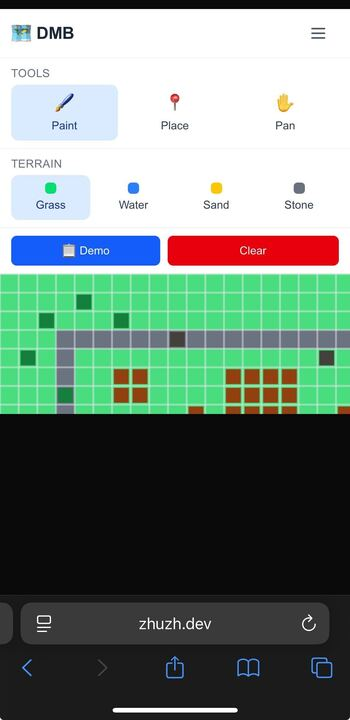 DMB
TOOLS
Paint
Place
Pan
TERRAIN
Grass
Water
Sand
Stone
Demo
Clear
zhuzh.dev